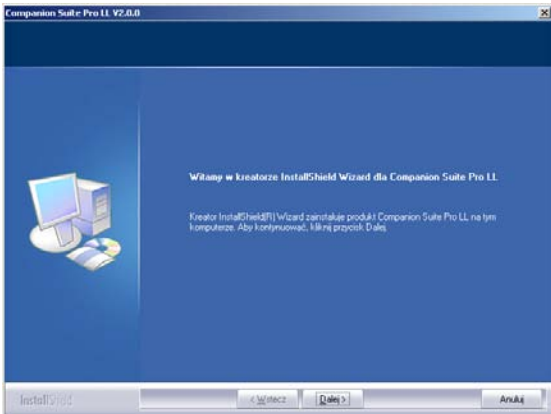 Companion Suite Pro LL V2.0.0
Witamy w kreatorze InstallShield Wizard dla Companion Suite Pro LL
Kreator InstallShield(R) Wizard zainstaluje produkt Companion Suite Pro LL na tym
komputerze. Aby kontynuować, kliknij przycisk Dalej.
InstallShield
< Wstecz
Dalej >
Anuluj